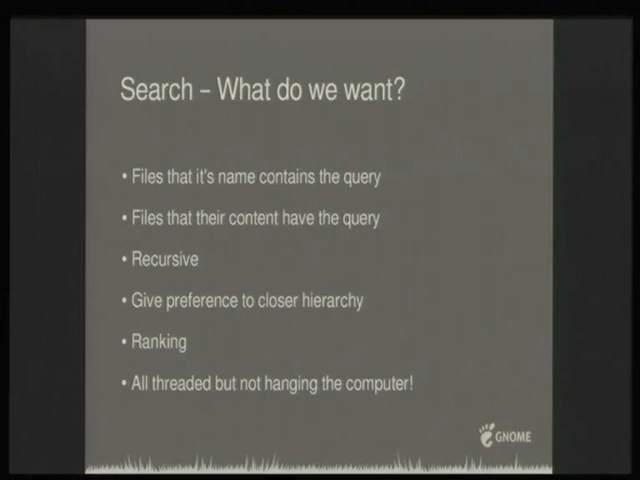 Search – What do we want?
• Files that it's name contains the query
• Files that their content have the query
• Recursive
• Give preference to closer hierarchy
• Ranking
• All threaded but not hanging the computer!
GNOME